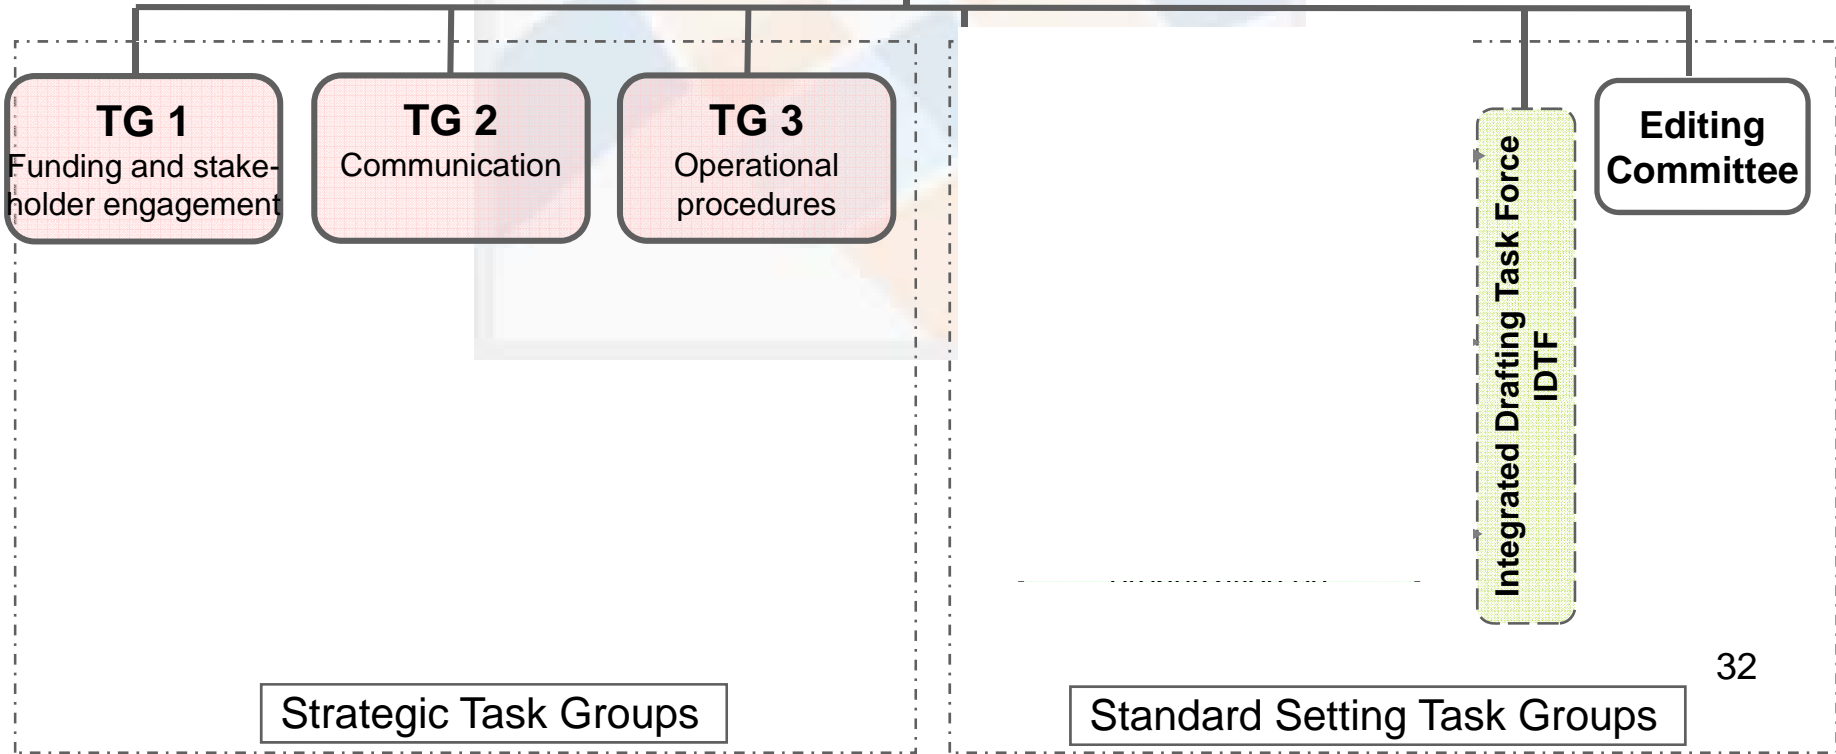 TG 1
Funding and stake-
holder engagement
TG 2
Communication
TG 3
Operational
procedures
Integrated Drafting Task Force
IDTF
Editing
Committee
32
Strategic Task Groups
Standard Setting Task Groups